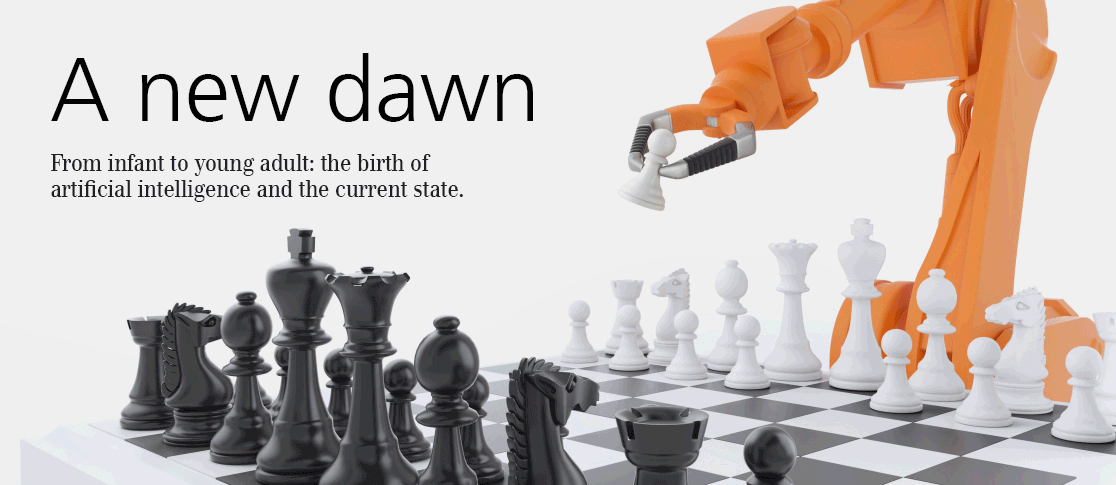 A new dawn
From infant to young adult: the birth of
artificial intelligence and the current state.